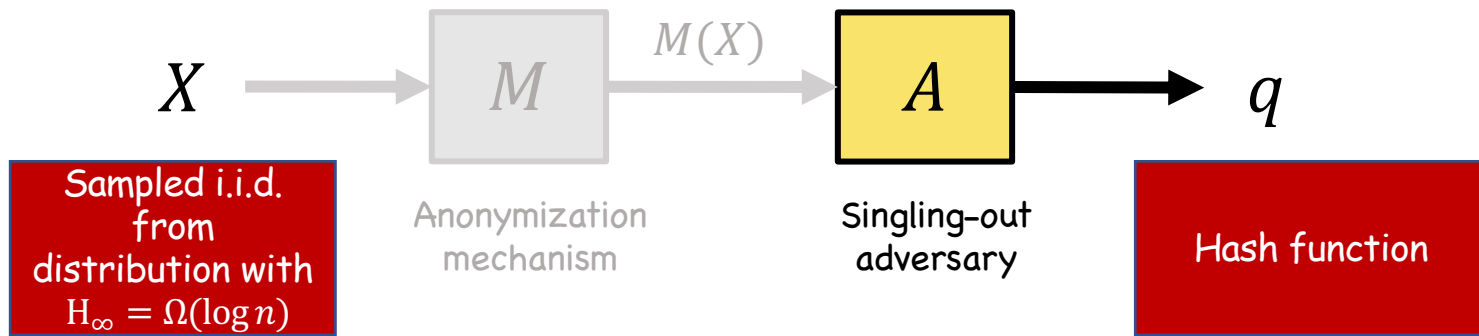 M(X)
X
M
A
q
Sampled i.i.d.
from
distribution with
H∞ = Ω(log n)
Anonymization
mechanism
Singling-out
adversary
Hash function